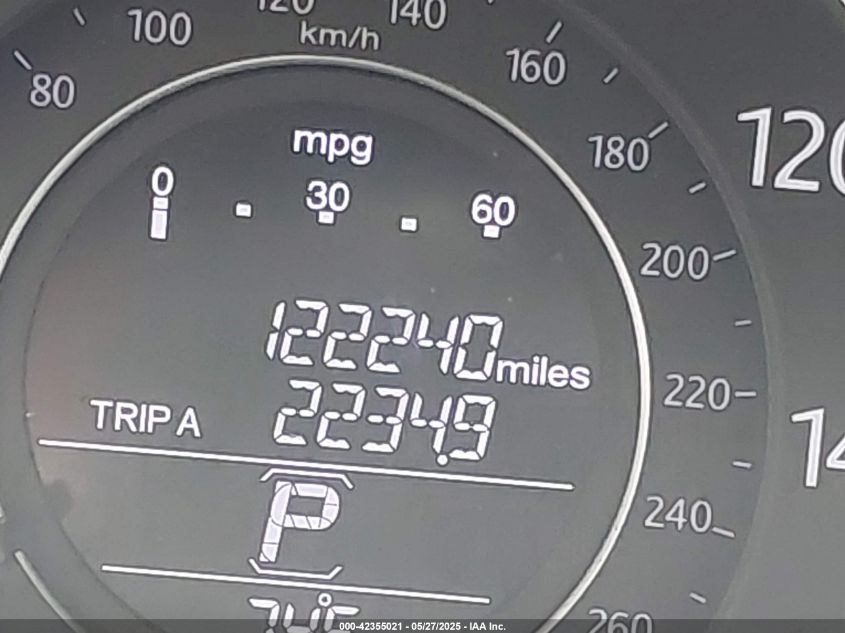 80 100 120 140 160 180 200 220 240 260
km/h
120
mpg
0 30 60
122240 miles
TRIP A 2234.9
P
74°F
000-42355021 - 05/27/2025 - IAA Inc.